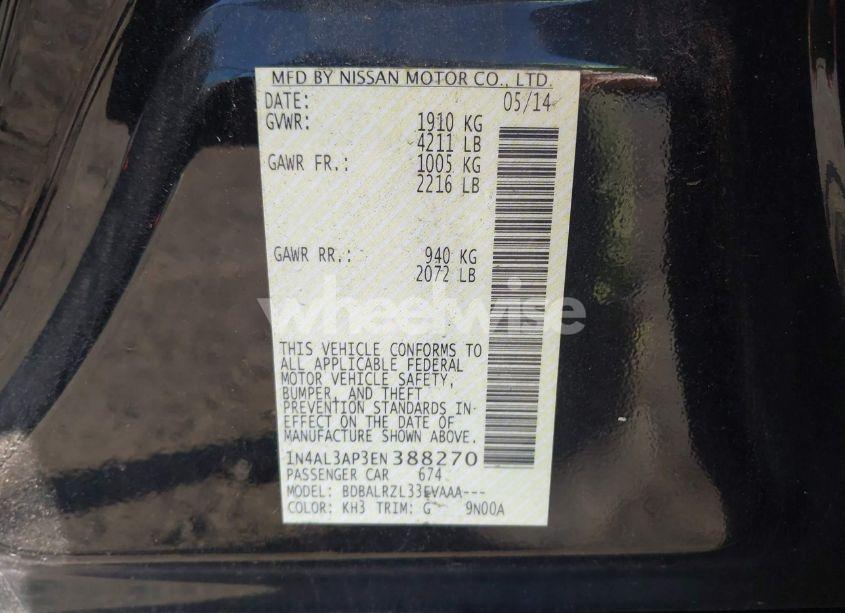 MFD BY NISSAN MOTOR CO., LTD.
DATE: 05/14
GVWR: 1910 KG
4211 LB
GAWR FR.: 1005 KG
2216 LB
GAWR RR.: 940 KG
2072 LB
wheelwise
THIS VEHICLE CONFORMS TO
ALL APPLICABLE FEDERAL
MOTOR VEHICLE SAFETY,
BUMPER, AND THEFT
PREVENTION STANDARDS IN-
EFFECT ON THE DATE OF
MANUFACTURE SHOWN ABOVE.
1N4AL3AP3EN388270
PASSENGER CAR 674
MODEL: BDBALRZL33EVAAA---
COLOR: KH3 TRIM: G 9N00A